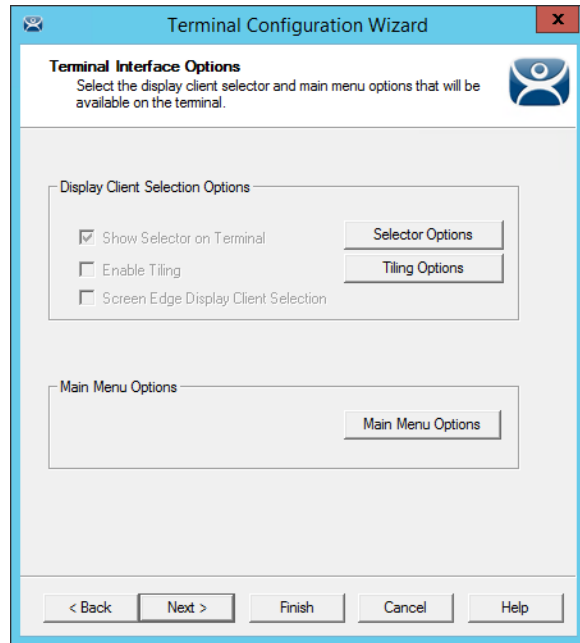 Terminal Configuration Wizard
x
Terminal Interface Options
Select the display client selector and main menu options that will be
available on the terminal.
Display Client Selection Options
Show Selector on Terminal
Selector Options
Enable Tiling
Tiling Options
Screen Edge Display Client Selection
Main Menu Options
Main Menu Options
< Back Next > Finish Cancel Help